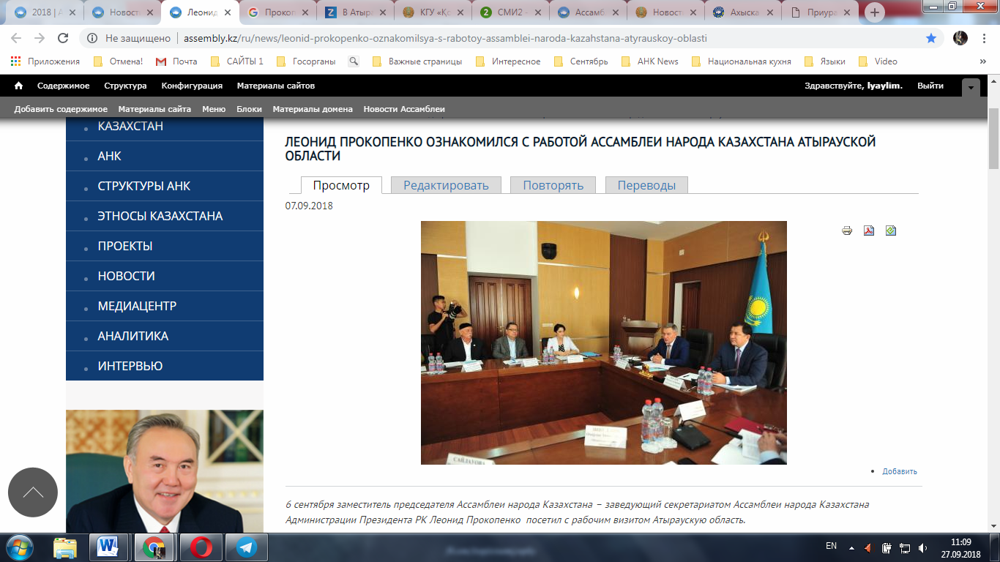 2018 | А
Новост
Леонид
Прокоп
В Атыра
КГУ «Қо
СМИ2 -
Ассамб
Новост
Ахыска
Приура
Не защищено | assembly.kz/ru/news/leonid-prokopenko-oznakomilsya-s-rabotoy-assamblei-naroda-kazahstana-atyrauskoy-oblasti
Приложения Отмена! Почта САЙТЫ 1 Госорганы Важные страницы Интересное Сентябрь АНК News Национальная кухня Языки Video »
Содержимое Структура Конфигурация Материалы сайтов Здравствуйте, lyaylim. Выйти
Добавить содержимое Материалы сайта Меню Блоки Материалы домена Новости Ассамблеи
КАЗАХСТАН
АНК
СТРУКТУРЫ АНК
ЭТНОСЫ КАЗАХСТАНА
ПРОЕКТЫ
НОВОСТИ
МЕДИАЦЕНТР
АНАЛИТИКА
ИНТЕРВЬЮ
ЛЕОНИД ПРОКОПЕНКО ОЗНАКОМИЛСЯ С РАБОТОЙ АССАМБЛЕИ НАРОДА КАЗАХСТАНА АТЫРАУСКОЙ
ОБЛАСТИ
Просмотр Редактировать Повторять Переводы
07.09.2018
Добавить
6 сентября заместитель председателя Ассамблеи народа Казахстана – заведующий секретариатом Ассамблеи народа Казахстана
Администрации Президента РК Леонид Прокопенко посетил с рабочим визитом Атыраускую область.
EN
11:09
27.09.2018